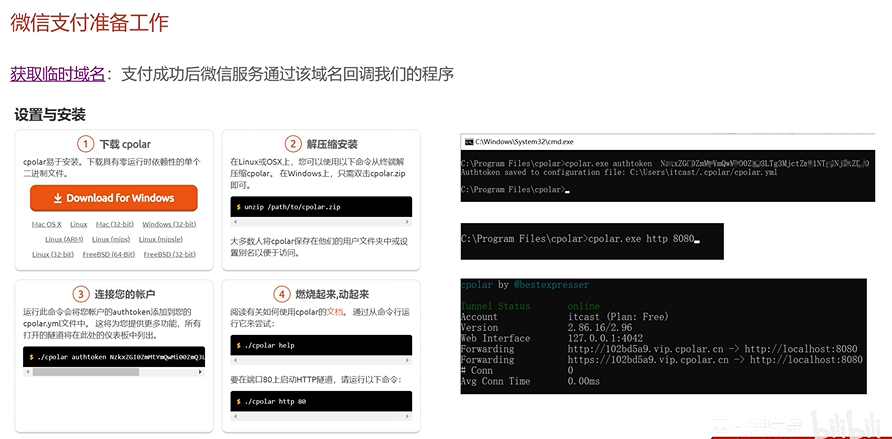 微信支付准备工作
获取临时域名：支付成功后微信服务通过该域名回调我们的程序
设置与安装
1 下载 cpolar
cpolar易于安装。下载具有零运行时依赖性的单个
二进制文件。
Download for Windows
Mac OS X Linux Mac (32-bit) Windows (32-bit)
Linux (ARM) Linux (mips) Linux (mipsle)
Linux (32-bit) FreeBSD (64-Bit) FreeBSD (32-bit)
2 解压缩安装
在Linux或OSX上，您可以使用以下命令从终端解
压缩cpolar。 在Windows上，只需双击cpolar.zip
即可。
$ unzip /path/to/cpolar.zip
大多数人将cpolar保存在他们的用户文件夹中或设
置别名以便于访问。
3 连接您的帐户
运行此命令会将您帐户的authtoken添加到您的
cpolar.yml文件中。 这将为您提供更多功能，所有
打开的隧道将在此处的仪表板中列出。
$ ./cpolar authtoken
4 燃烧起来,动起来
阅读有关如何使用cpolar的文档。 通过从命令行运
行它来尝试：
$ ./cpolar help
要在端口80上启动HTTP隧道，请运行以下命令：
$ ./cpolar http 80
C:\Windows\System32\cmd.exe
C:\Program Files\cpolar>cpolar.exe authtoken
Authtoken saved to configuration file: C:\Users\itcast/.cpolar/cpolar.yml
C:\Program Files\cpolar>
C:\Program Files\cpolar>cpolar.exe http 8080
cpolar by @bestexpresser
Tunnel Status online
Account itcast (Plan: Free)
Version 2.86.16/2.96
Web Interface 127.0.0.1:4042
Forwarding http://102bd5a9.vip.cpolar.cn -> http://localhost:8080
Forwarding https://102bd5a9.vip.cpolar.cn -> http://localhost:8080
# Conn 0
Avg Conn Time 0.00ms
bilibili